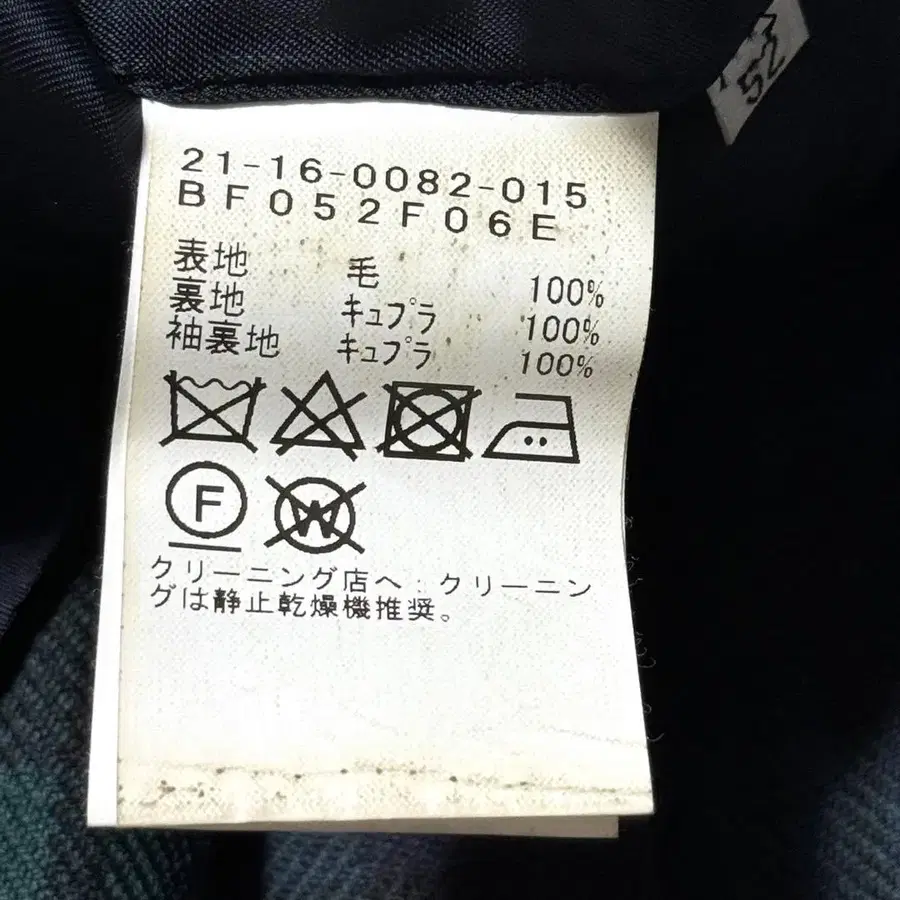 52
21-16-0082-015
BF052F06E
表地 毛 100%
裏地 キュプラ 100%
袖裏地 キュプラ 100%
F
W
クリーニング店へ:クリーニン
グは静止乾燥機推奨。